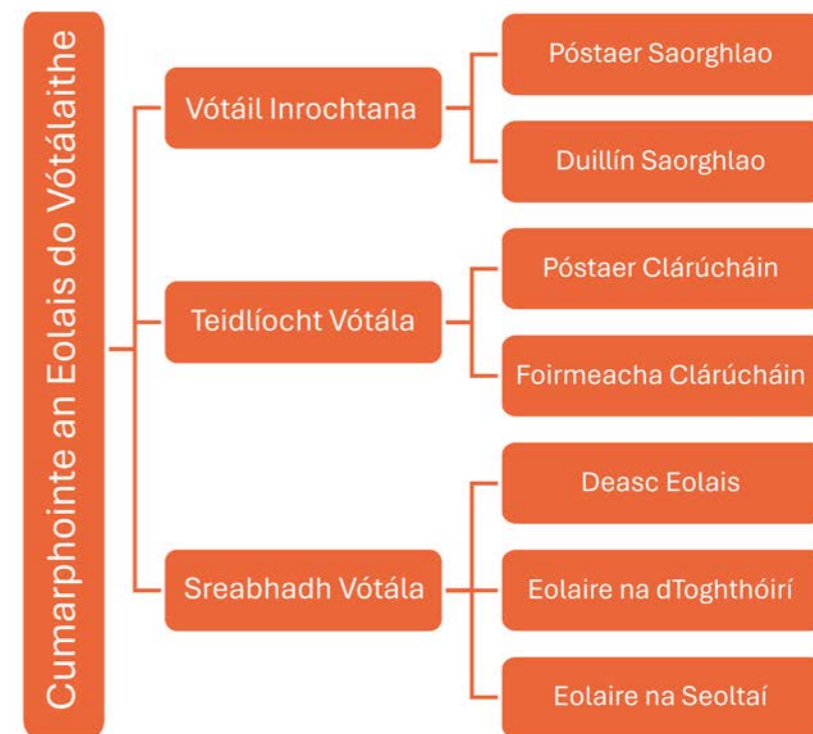 Cumarphointe an Eolais do Vótálaithe
Vótáil Inrochtana
Póstaer Saorghlao
Duillín Saorghlao
Teidlíocht Vótála
Póstaer Clárúcháin
Foirmeacha Clárúcháin
Sreabhadh Vótála
Deasc Eolais
Eolaire na dToghthóirí
Eolaire na Seoltaí